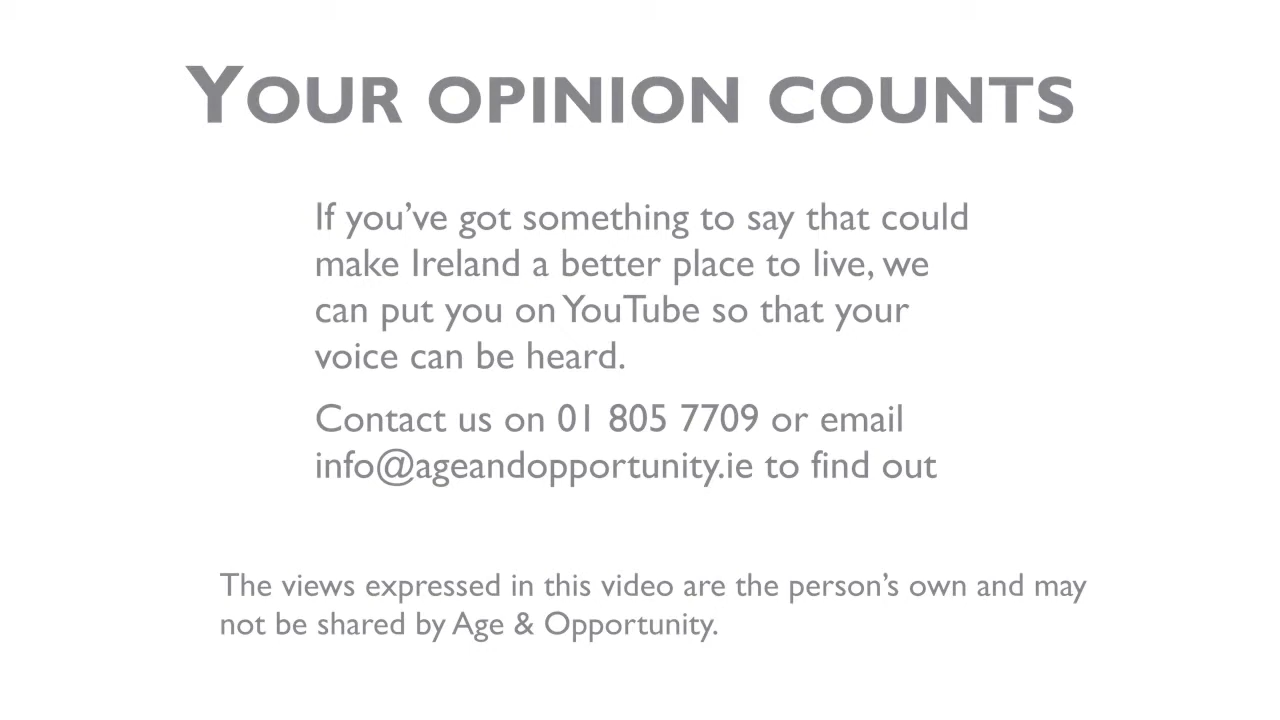 YOUR OPINION COUNTS
If you’ve got something to say that could
make Ireland a better place to live, we
can put you on YouTube so that your
voice can be heard.
Contact us on 01 805 7709 or email
info@ageandopportunity.ie to find out
The views expressed in this video are the person’s own and may
not be shared by Age & Opportunity.